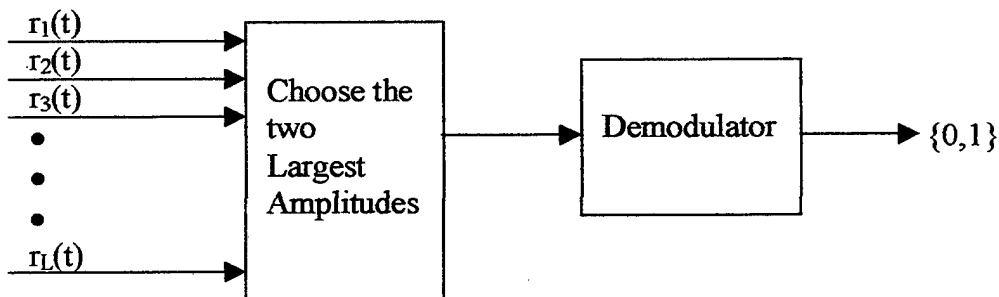 r1(t)
r2(t)
r3(t)
rL(t)
Choose the
two
Largest
Amplitudes
Demodulator
{0,1}